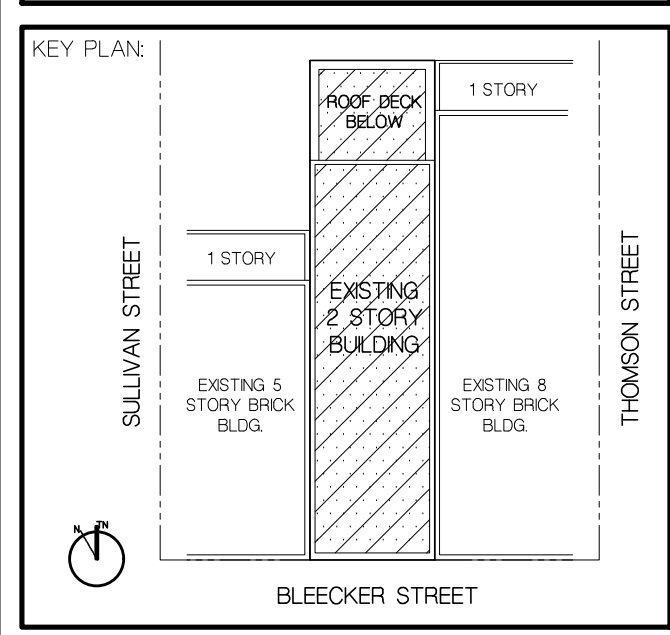 KEY PLAN:
ROOF DECK
BELOW
1 STORY
1 STORY
SULLIVAN STREET
EXISTING
2 STORY
BUILDING
THOMSON STREET
EXISTING 5
STORY BRICK
BLDG.
EXISTING 8
STORY BRICK
BLDG.
N TN
BLEECKER STREET